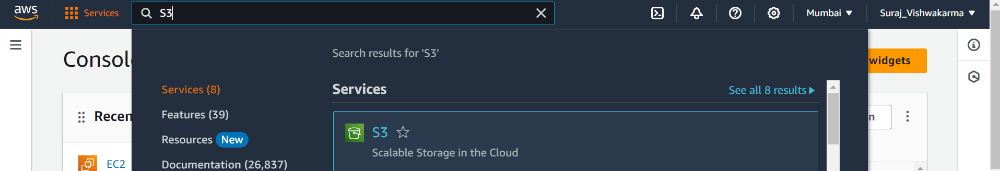 aws
Services
S3
Mumbai
Suraj_Vishwakarma
Search results for 'S3'
Consol
widgets
Services (8)
Services
See all 8 results
Features (39)
Recen
n
S3
Resources New
Scalable Storage in the Cloud
EC2
Documentation (26,837)